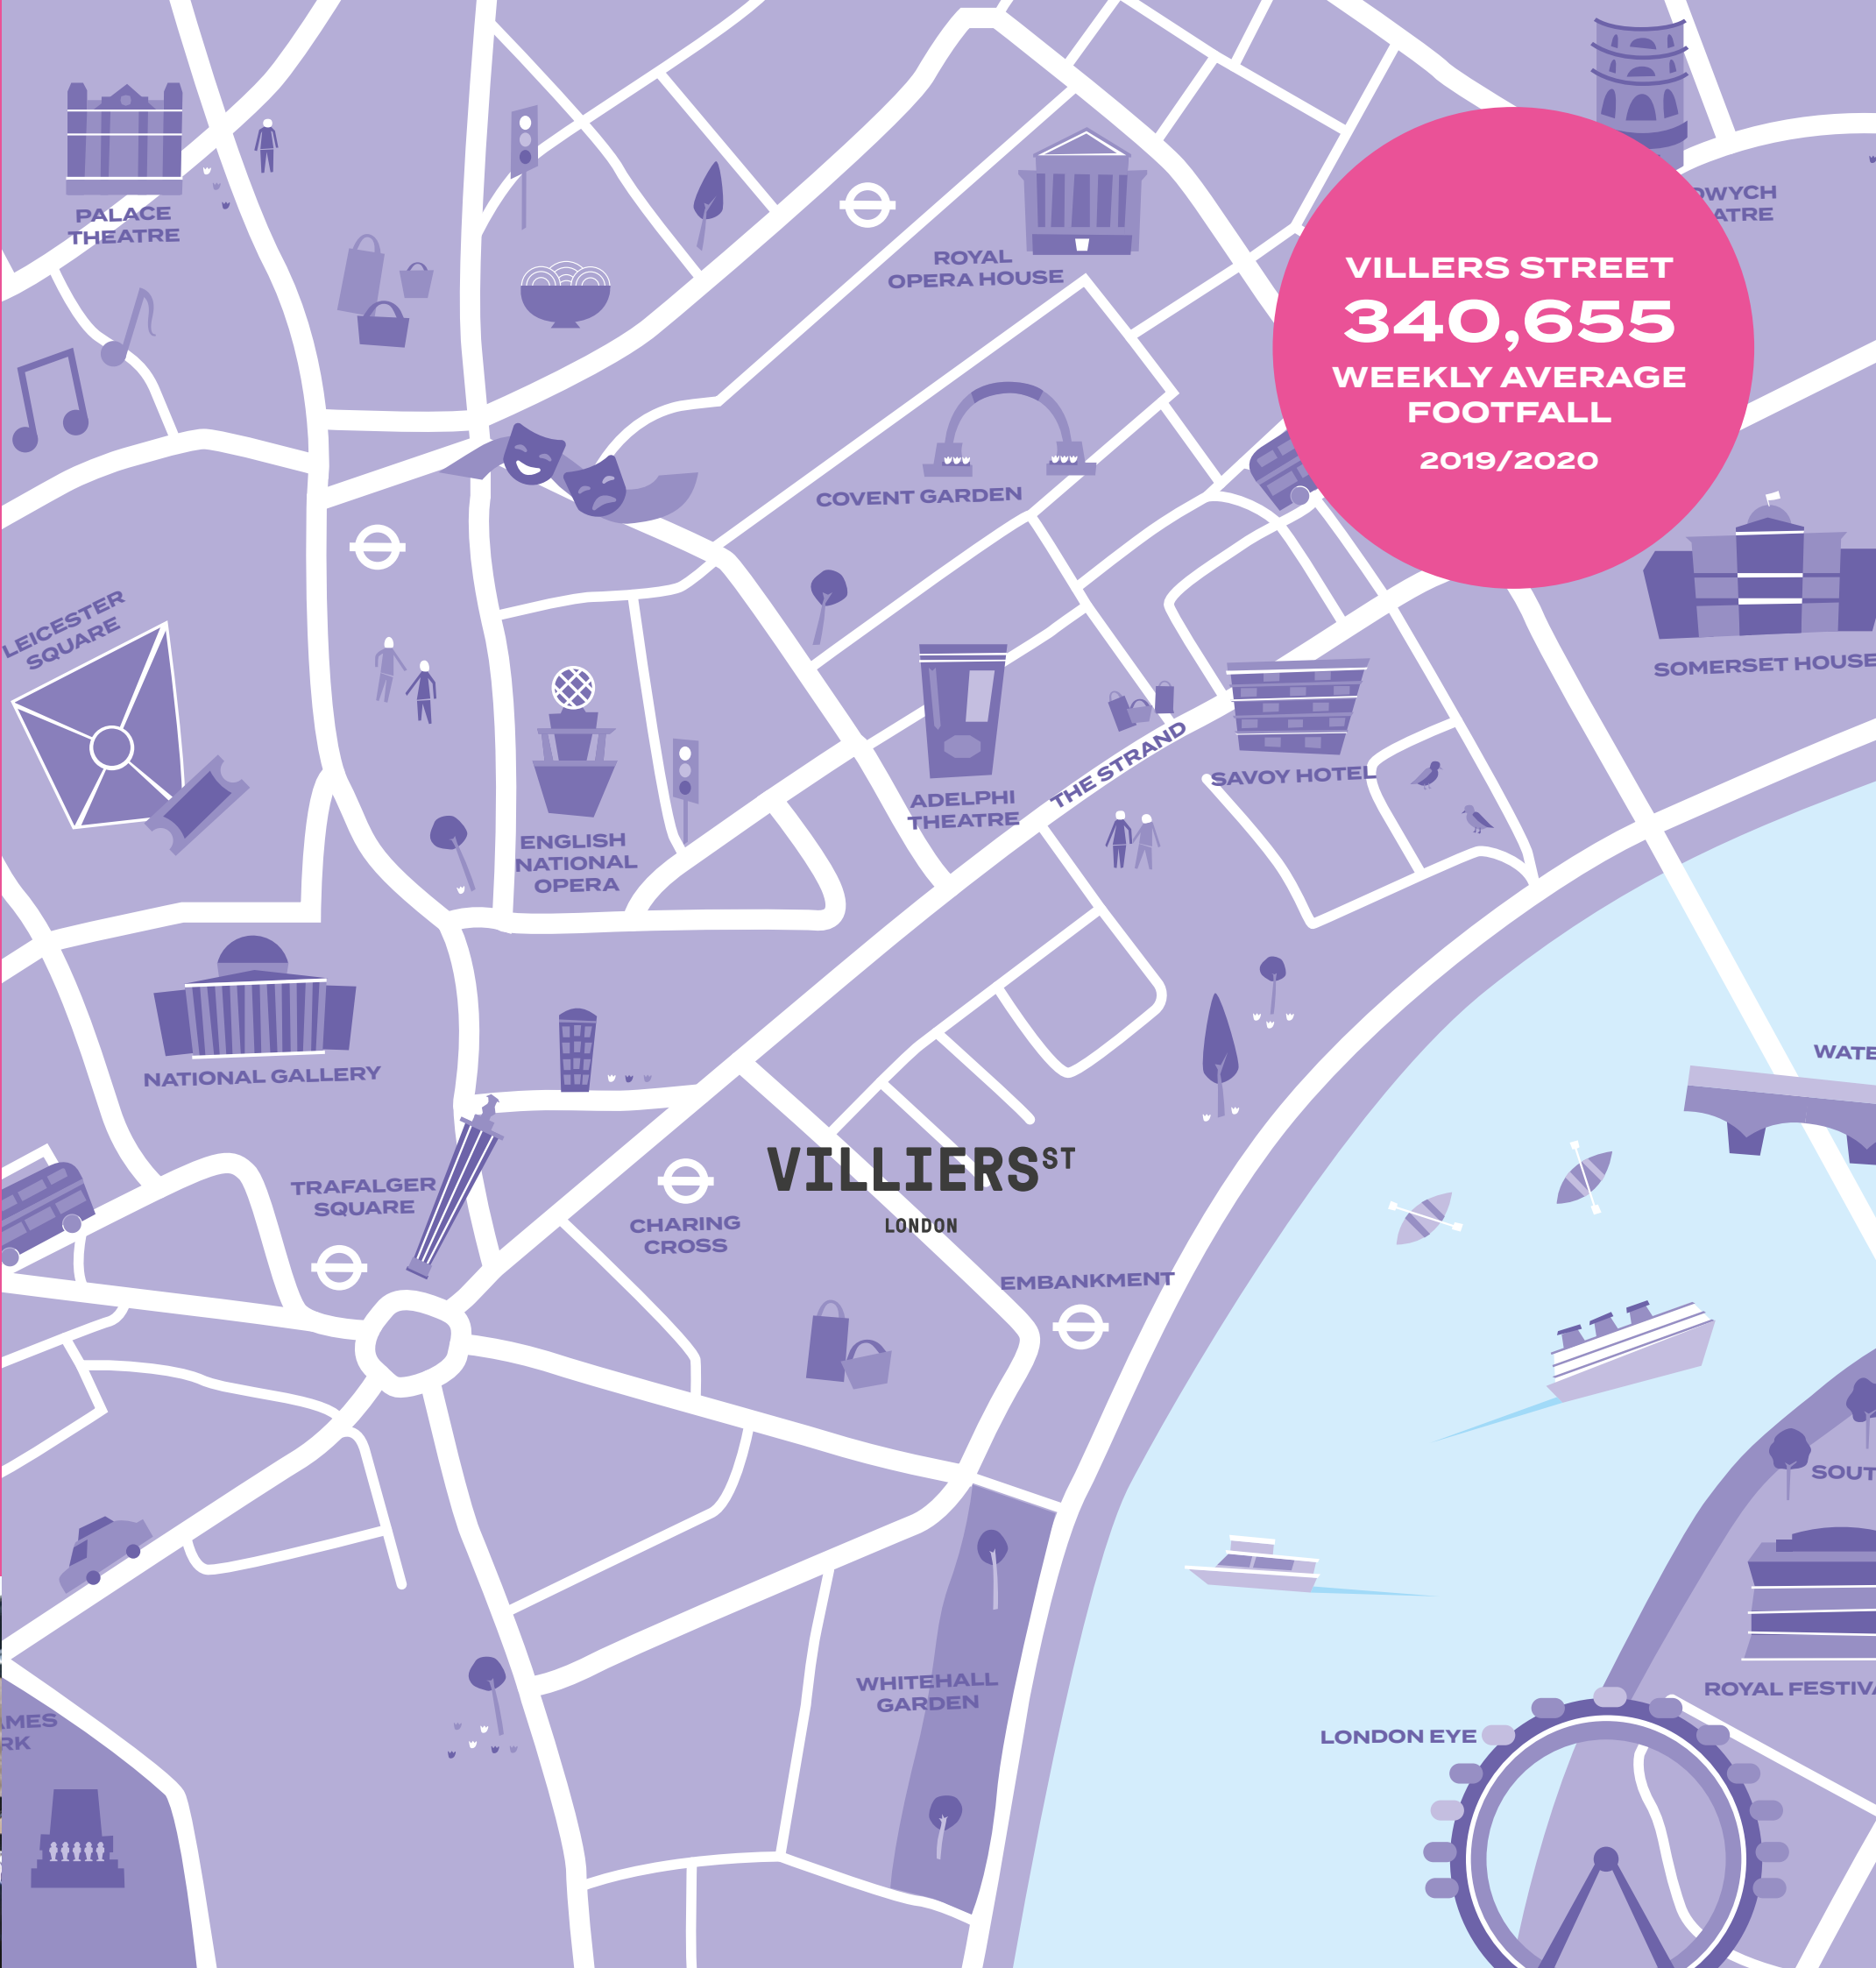 PALACE
THEATRE
ROYAL
OPERA HOUSE
VILLERS STREET
340,655
WEEKLY AVERAGE
FOOTFALL
2019/2020
COVENT GARDEN
LEICESTER
SQUARE
SOMERSET HOUSE
THE STRAND
SAVOY HOTEL
ADELPHI
THEATRE
ENGLISH
NATIONAL
OPERA
NATIONAL GALLERY
TRAFALGER
SQUARE
CHARING
CROSS
VILLIERS ST
LONDON
EMBANKMENT
WHITEHALL
GARDEN
ROYAL
LONDON EYE